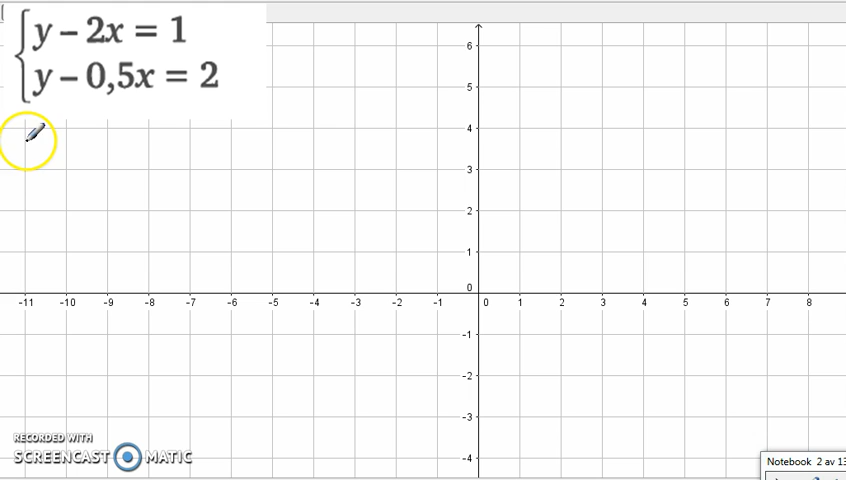 y – 2x = 1
y – 0,5x = 2
6
5
4
3
2
1
0
-11 -10 -9 -8 -7 -6 -5 -4 -3 -2 -1 0 1 2 3 4 5 6 7 8
-1
-2
-3
-4
RECORDED WITH
SCREENCAST MATIC
Notebook 2 av 13